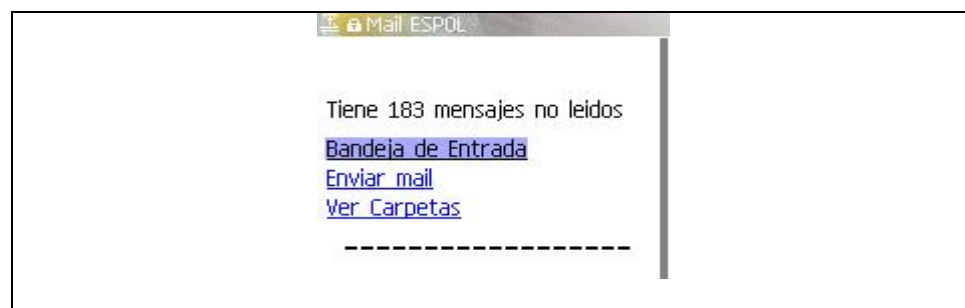 Mail ESPOL
Tiene 183 mensajes no leidos
Bandeja de Entrada
Enviar mail
Ver Carpetas
------------------